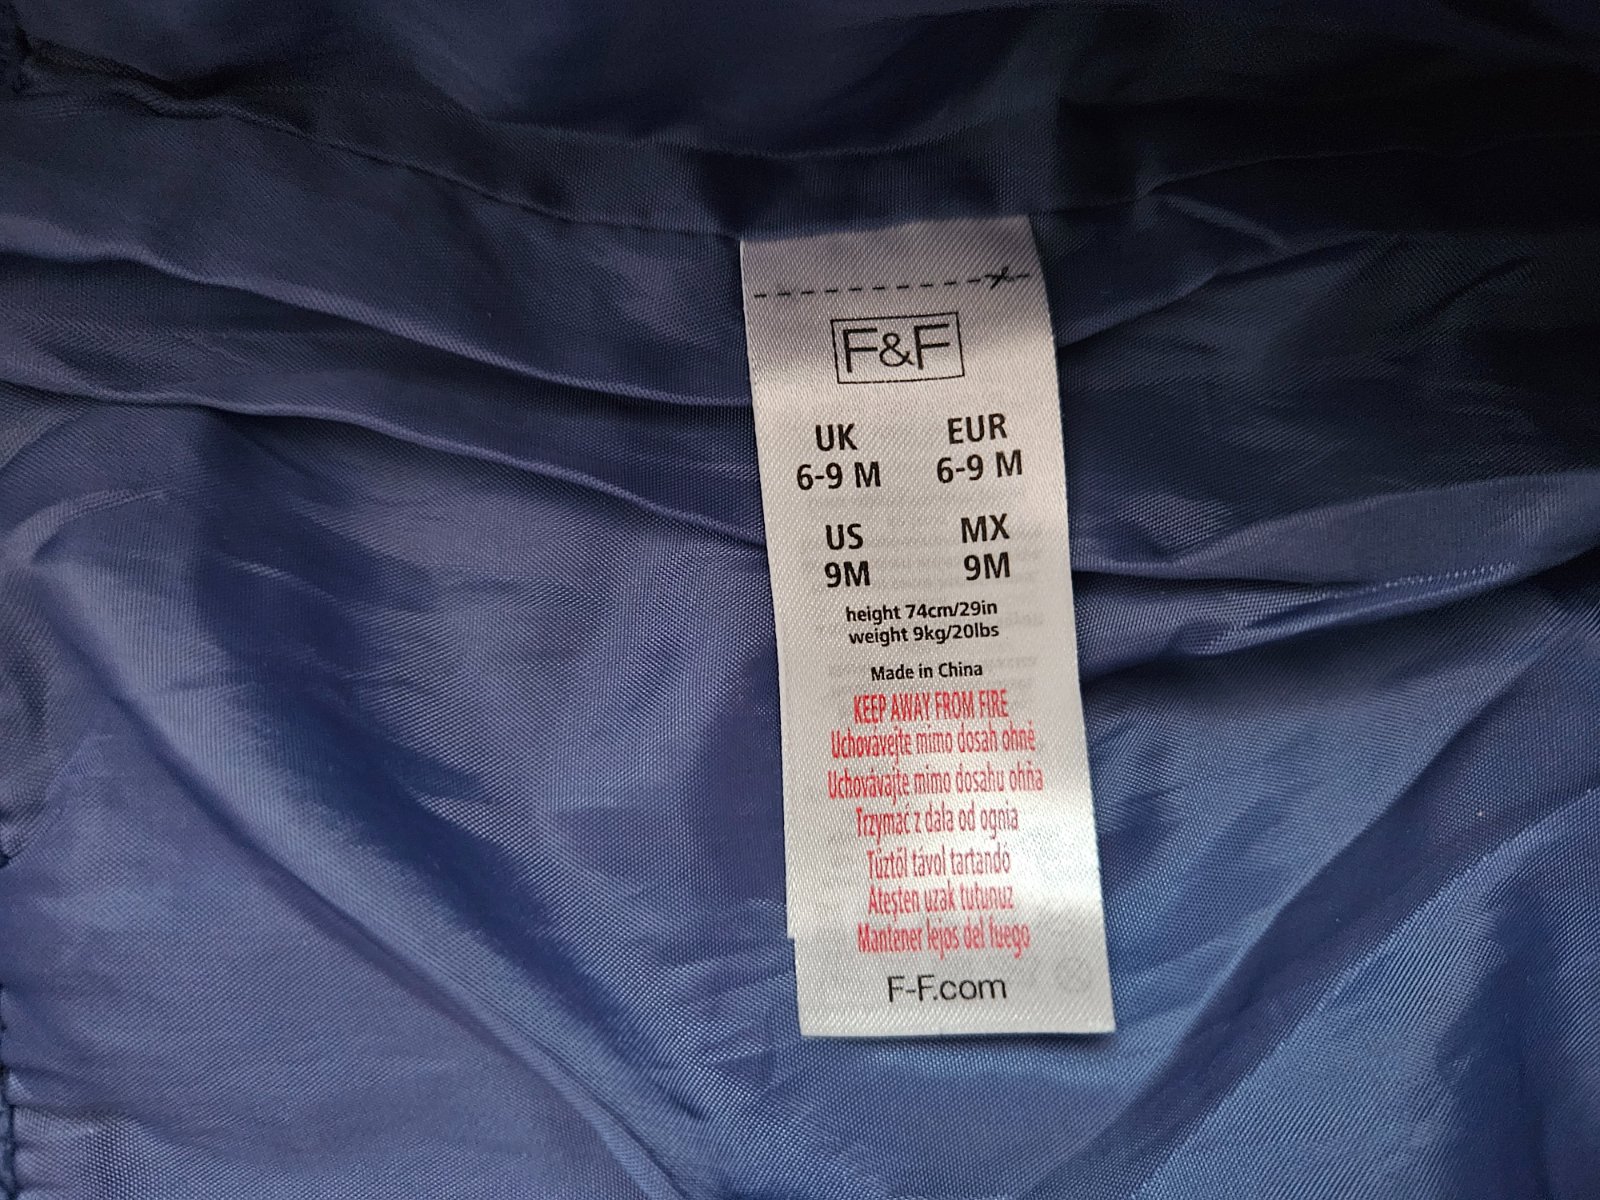 F&F
UK EUR
6-9 M 6-9 M
US MX
9M 9M
height 74cm/29in
weight 9kg/20lbs
Made in China
KEEP AWAY FROM FIRE
Uchovávejte mimo dosah ohně
Uchovávajte mimo dosahu ohňa
Trzymać z dala od ognia
Tűztől távol tartandó
Ateşten uzak tutunuz
Mantener lejos del fuego
F-F.com